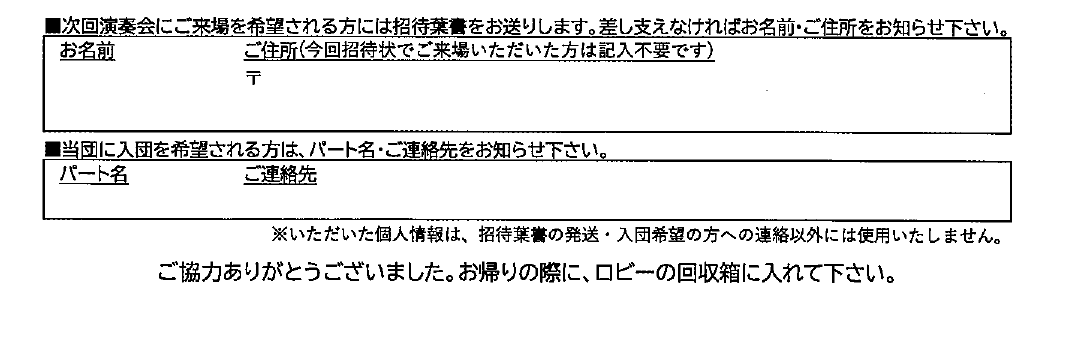 ■次回演奏会にご来場を希望される方には招待葉書をお送りします。差し支えなければお名前・ご住所をお知らせ下さい。
お名前 ご住所(今回招待状でご来場いただいた方は記入不要です)
〒
■当団に入団を希望される方は、パート名・ご連絡先をお知らせ下さい。
パート名 ご連絡先
※いただいた個人情報は、招待葉書の発送・入団希望の方への連絡以外には使用いたしません。
ご協力ありがとうございました。お帰りの際に、ロビーの回収箱に入れて下さい。